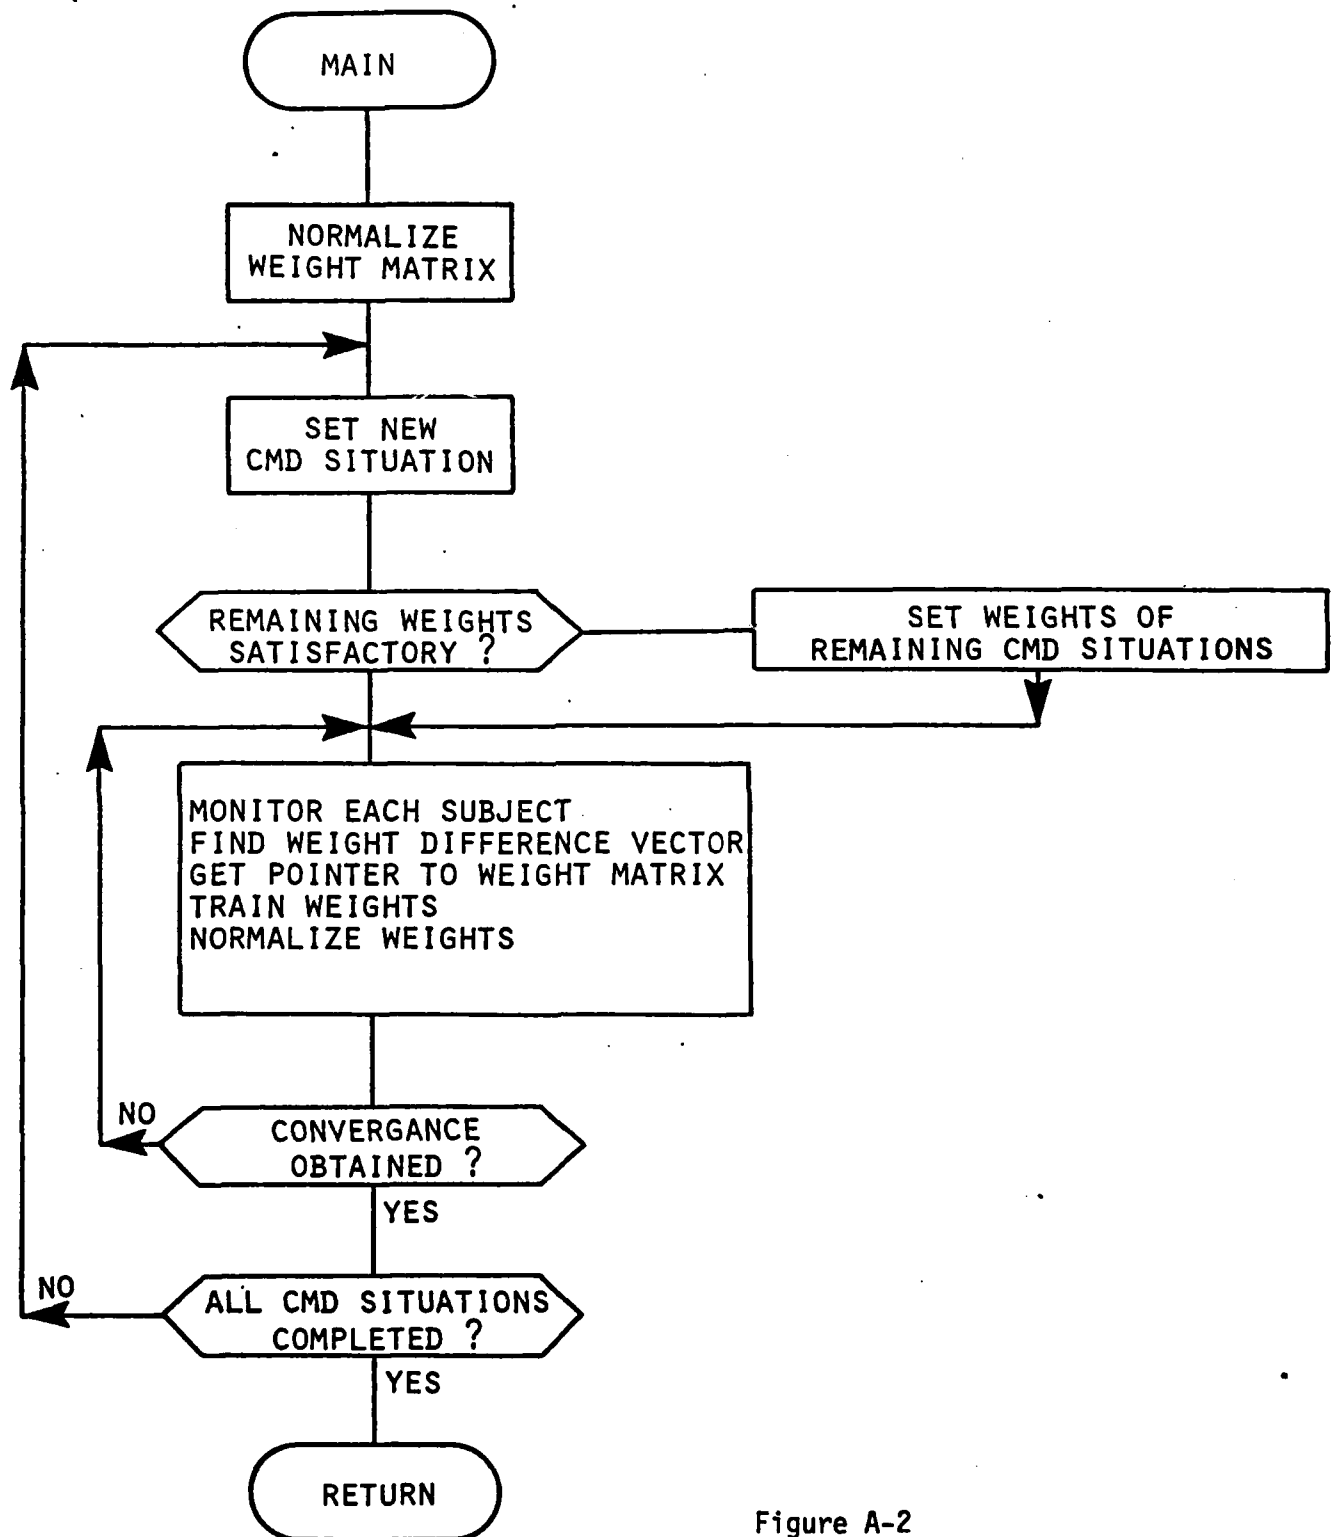 MAIN
NORMALIZE
WEIGHT MATRIX
SET NEW
CMD SITUATION
REMAINING WEIGHTS
SATISFACTORY ?
SET WEIGHTS OF
REMAINING CMD SITUATIONS
MONITOR EACH SUBJECT
FIND WEIGHT DIFFERENCE VECTOR
GET POINTER TO WEIGHT MATRIX
TRAIN WEIGHTS
NORMALIZE WEIGHTS
NO
CONVERGANCE
OBTAINED ?
YES
NO
ALL CMD SITUATIONS
COMPLETED ?
YES
RETURN
Figure A-2